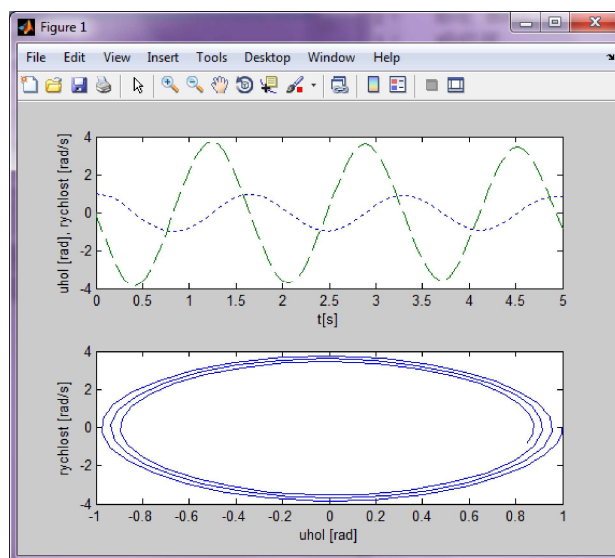 Figure 1
File Edit View Insert Tools Desktop Window Help
uhol [rad], rychlost [rad/s]
4
2
0
-2
-4
0 0.5 1 1.5 2 2.5 3 3.5 4 4.5 5
t[s]
rychlost [rad/s]
4
2
0
-2
-4
-1 -0.8 -0.6 -0.4 -0.2 0 0.2 0.4 0.6 0.8 1
uhol [rad]